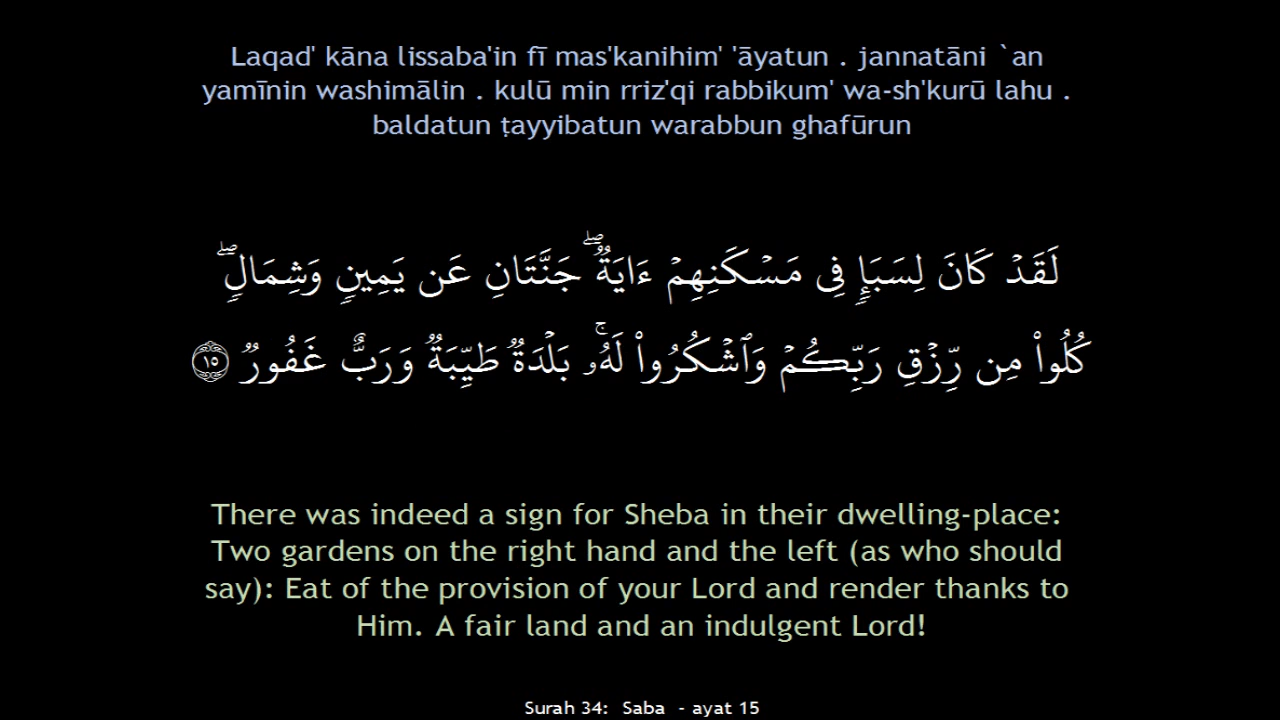 Laqad' kāna lissaba'in fī mas'kanihim' 'āyatun . jannatāni `an
yamīnin washimālin . kulū min rriz'qi rabbikum' wa-sh'kurū lahu .
baldatun ṭayyibatun warabbun ghafūrun
لَقَدْ كَانَ لِسَبَإٍۢ فِى مَسْكَنِهِمْ ءَايَةٌۭ ۖ جَنَّتَانِ عَن يَمِينٍۢ وَشِمَالٍۢ ۖ
كُلُوا۟ مِن رِّزْقِ رَبِّكُمْ وَٱشْكُرُوا۟ لَهُۥ ۚ بَلْدَةٌۭ طَيِّبَةٌۭ وَرَبٌّ غَفُورٌۭ ١٥
There was indeed a sign for Sheba in their dwelling-place:
Two gardens on the right hand and the left (as who should
say): Eat of the provision of your Lord and render thanks to
Him. A fair land and an indulgent Lord!
Surah 34: Saba - ayat 15